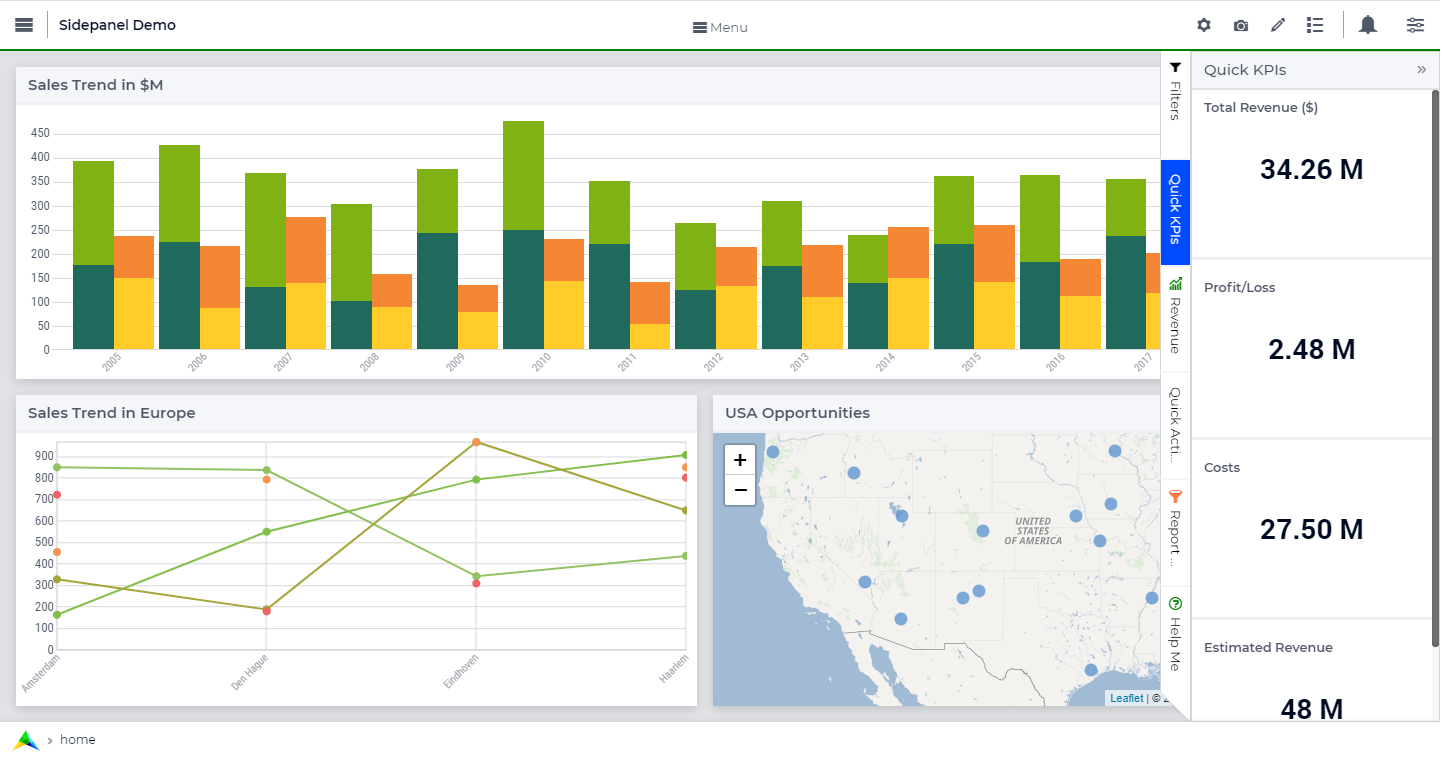 Sidepanel Demo
Menu
Sales Trend in $M
450
400
350
300
250
200
150
100
50
0
2005
2006
2007
2008
2009
2010
2011
2012
2013
2014
2015
2016
2017
Sales Trend in Europe
900
800
700
600
500
400
300
200
100
0
Amsterdam
Den Hague
Eindhoven
Haarlem
USA Opportunities
+
−
UNITED
STATES
OF AMERICA
Leaflet | © 2
Filters
Quick KPIs
Revenue
Quick Acti...
Report...
Help Me
Quick KPIs
Total Revenue ($)
34.26 M
Profit/Loss
2.48 M
Costs
27.50 M
Estimated Revenue
48 M
home